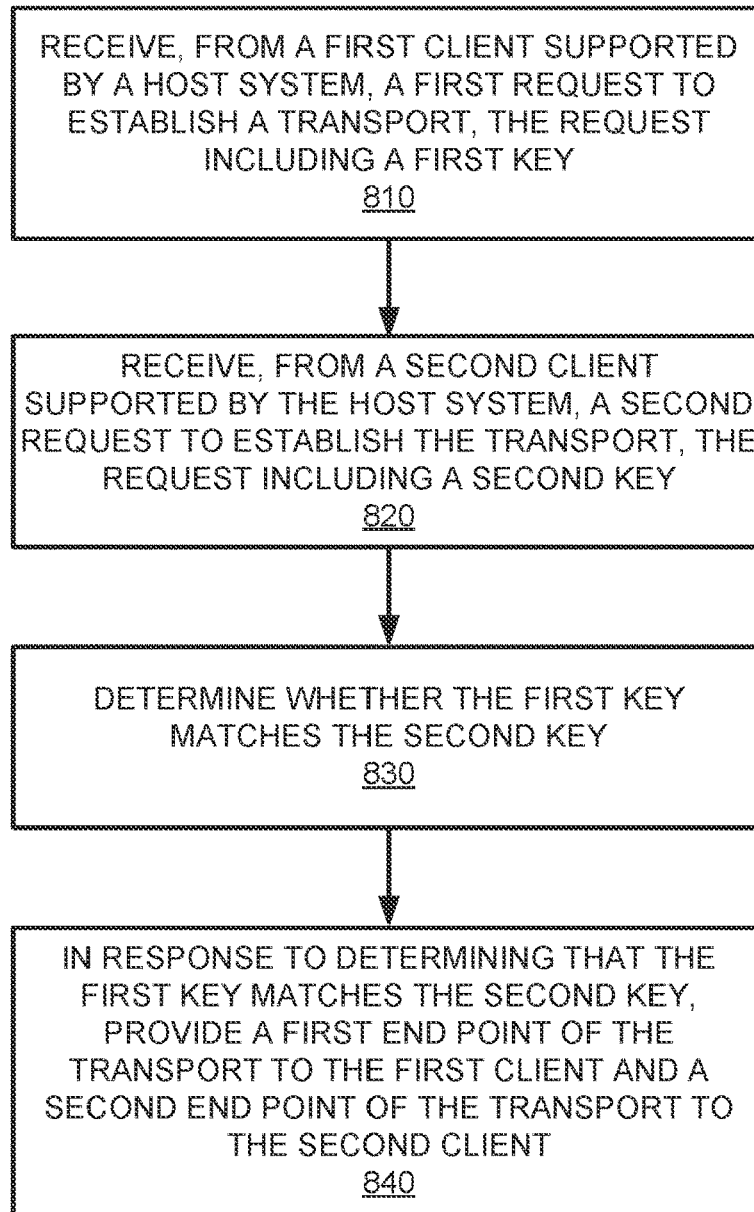 RECEIVE, FROM A FIRST CLIENT SUPPORTED
BY A HOST SYSTEM, A FIRST REQUEST TO
ESTABLISH A TRANSPORT, THE REQUEST
INCLUDING A FIRST KEY
810
RECEIVE, FROM A SECOND CLIENT
SUPPORTED BY THE HOST SYSTEM, A SECOND
REQUEST TO ESTABLISH THE TRANSPORT, THE
REQUEST INCLUDING A SECOND KEY
820
DETERMINE WHETHER THE FIRST KEY
MATCHES THE SECOND KEY
830
IN RESPONSE TO DETERMINING THAT THE
FIRST KEY MATCHES THE SECOND KEY,
PROVIDE A FIRST END POINT OF THE
TRANSPORT TO THE FIRST CLIENT AND A
SECOND END POINT OF THE TRANSPORT TO
THE SECOND CLIENT
840